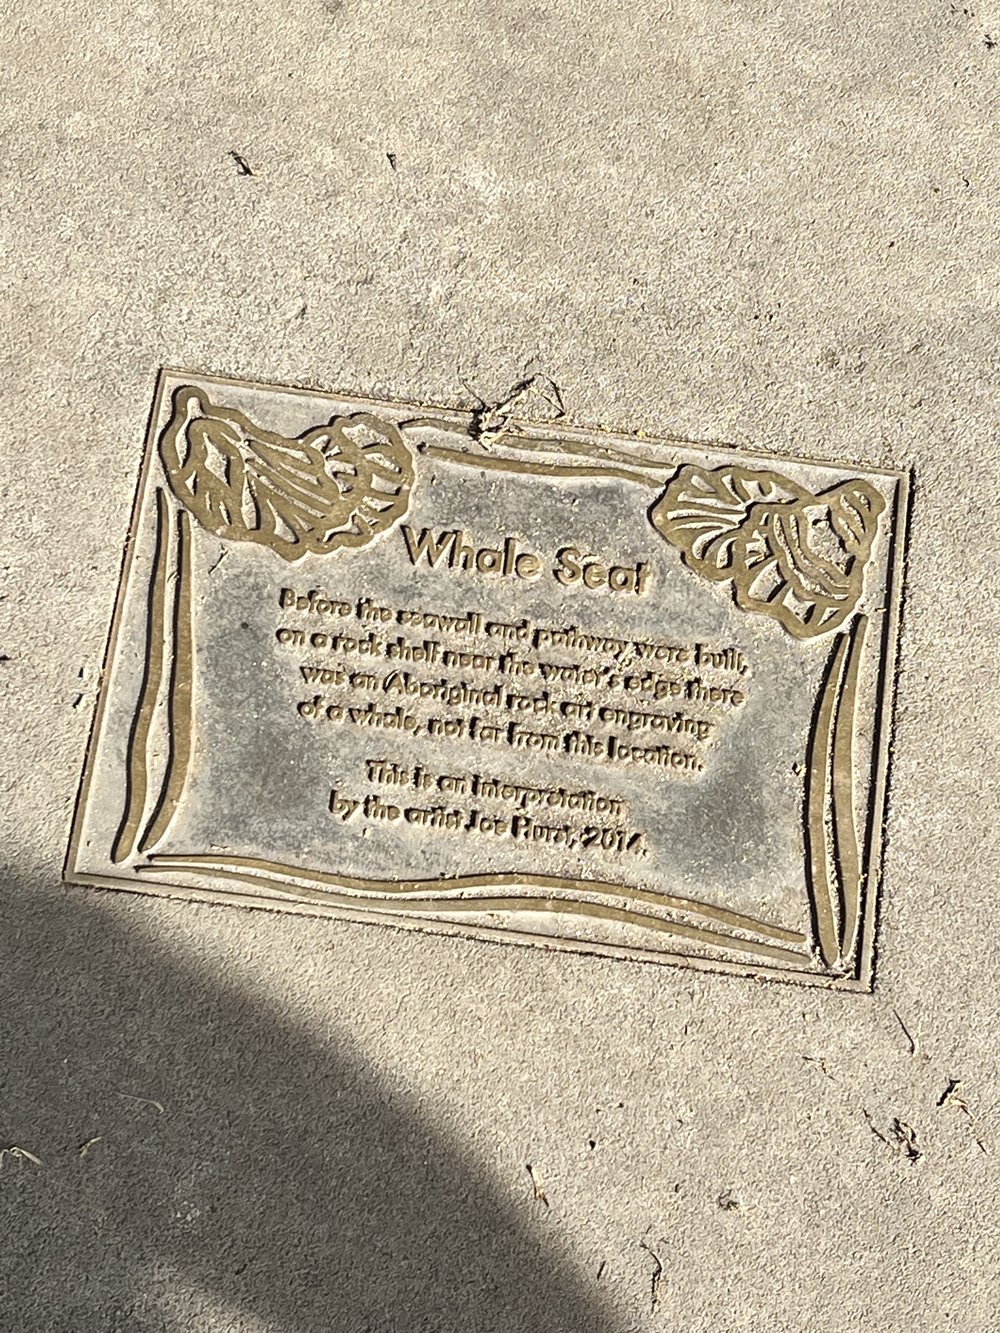 Whale Seat
Before the seawall and pathway were built,
on a rock shelf near the water's edge there
was an Aboriginal rock art engraving
of a whale, not far from this location.
This is an interpretation
by the artist Joe Hurst, 2014.